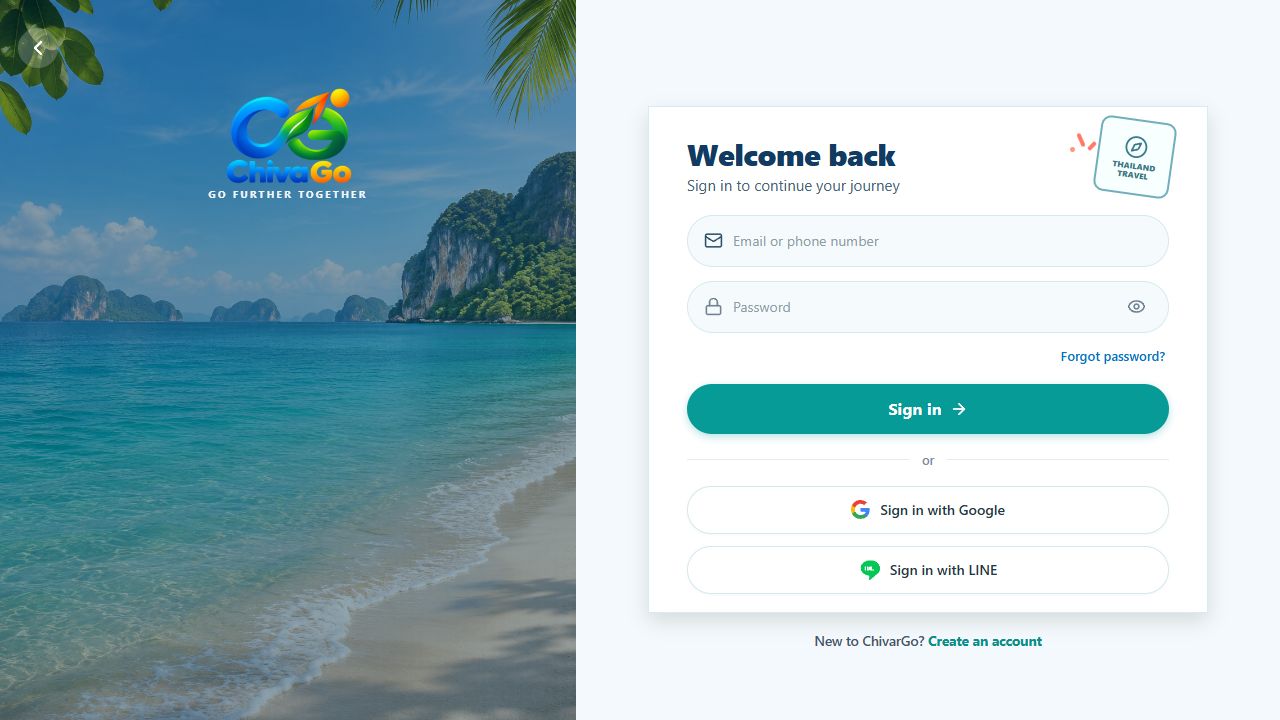 ChivaGo
GO FURTHER TOGETHER
Welcome back
Sign in to continue your journey
THAILAND
TRAVEL
Email or phone number
Password
Forgot password?
Sign in
or
Sign in with Google
Sign in with LINE
New to ChivarGo? Create an account